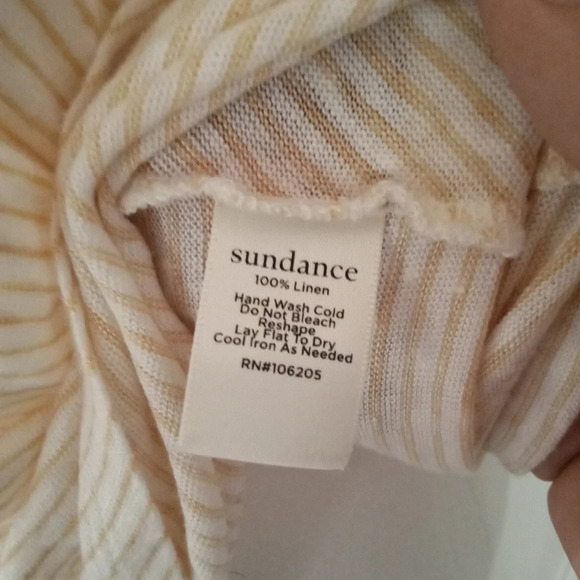 sundance
100% Linen
Hand Wash Cold
Do Not Bleach
Reshape
Lay Flat To Dry
Cool Iron As Needed
RN#106205